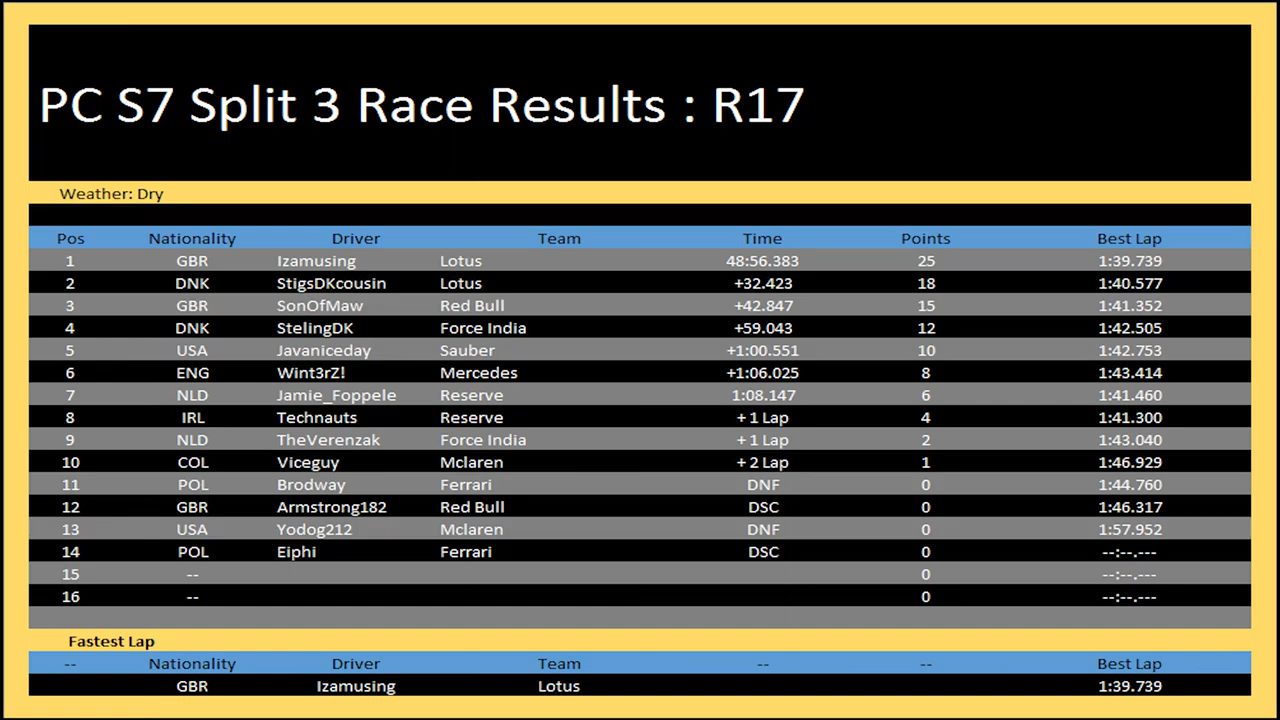 PC S7 Split 3 Race Results : R17
Weather: Dry
Pos Nationality Driver Team Time Points Best Lap
1 GBR Izamusing Lotus 48:56.383 25 1:39.739
2 DNK StigsDKcousin Lotus +32.423 18 1:40.577
3 GBR SonOfMaw Red Bull +42.847 15 1:41.352
4 DNK StelingDK Force India +59.043 12 1:42.505
5 USA Javaniceday Sauber +1:00.551 10 1:42.753
6 ENG Wint3rZ! Mercedes +1:06.025 8 1:43.414
7 NLD Jamie_Foppele Reserve 1:08.147 6 1:41.460
8 IRL Technauts Reserve + 1 Lap 4 1:41.300
9 NLD TheVerenzak Force India + 1 Lap 2 1:43.040
10 COL Viceguy Mclaren + 2 Lap 1 1:46.929
11 POL Brodway Ferrari DNF 0 1:44.760
12 GBR Armstrong182 Red Bull DSC 0 1:46.317
13 USA Yodog212 Mclaren DNF 0 1:57.952
14 POL Eiphi Ferrari DSC 0 --:--.---
15 -- 0 --:--.---
16 -- 0 --:--.---
Fastest Lap
-- Nationality Driver Team -- -- Best Lap
GBR Izamusing Lotus 1:39.739